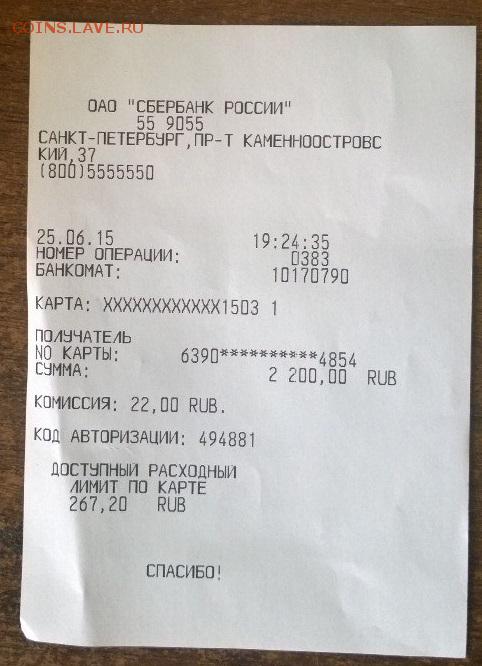 COINS.LAVE.RU
ОАО "СБЕРБАНК РОССИИ"
55 9055
САНКТ-ПЕТЕРБУРГ,ПР-Т КАМЕННООСТРОВС
КИЙ,37
(800)5555550
25.06.15 19:24:35
НОМЕР ОПЕРАЦИИ: 0383
БАНКОМАТ: 10170790
КАРТА: XXXXXXXXXXXX1503 1
ПОЛУЧАТЕЛЬ
NO КАРТЫ: 6390**********4854
СУММА: 2 200,00 RUB
КОМИССИЯ: 22,00 RUB.
КОД АВТОРИЗАЦИИ: 494881
ДОСТУПНЫЙ РАСХОДНЫЙ
ЛИМИТ ПО КАРТЕ
267,20 RUB
СПАСИБО!